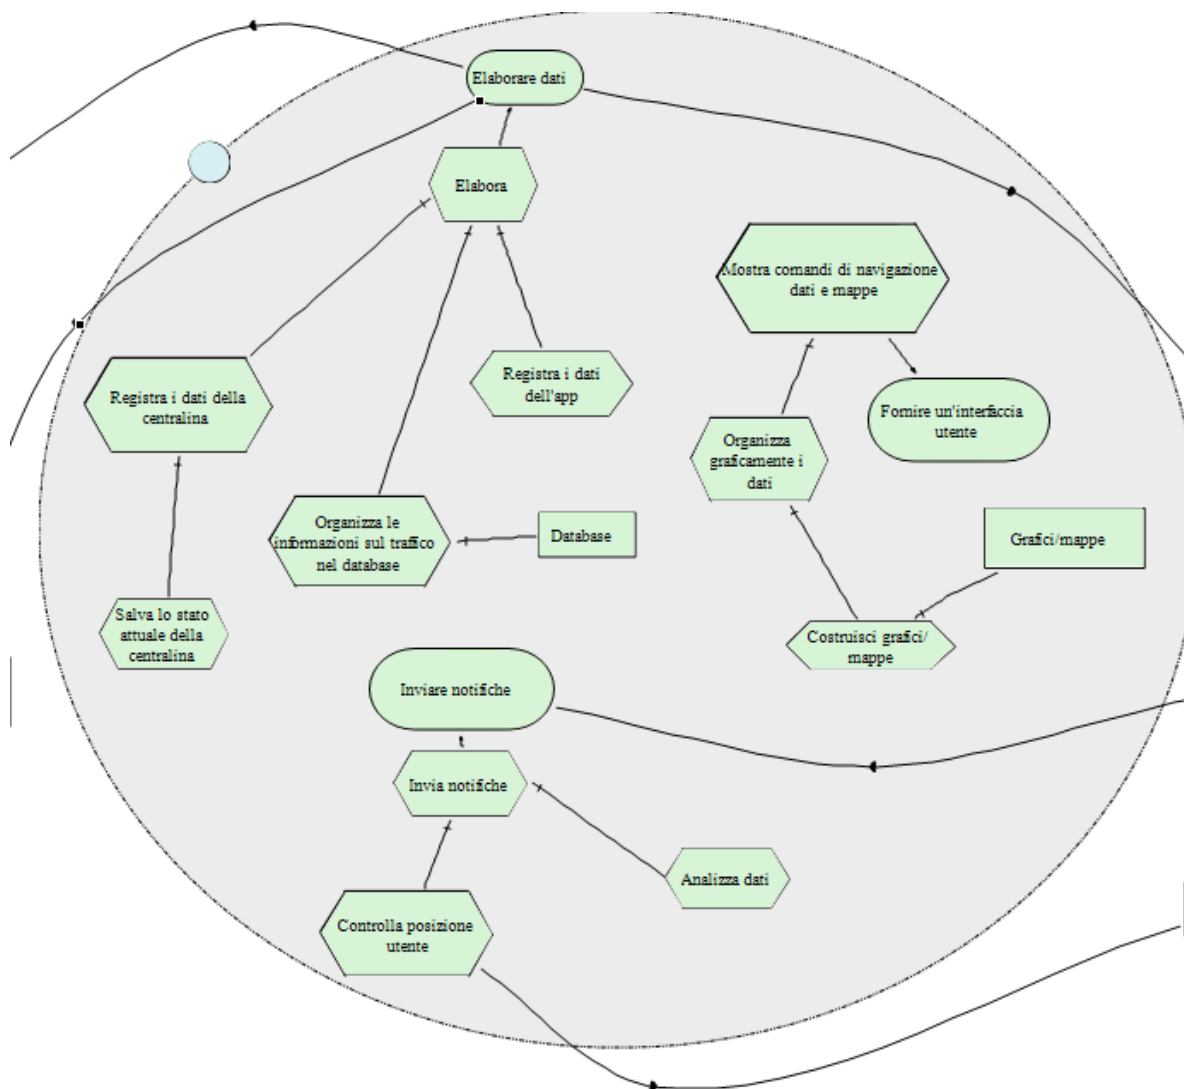 Elaborare dati
Elabora
Mostra comandi di navigazione
dati e mappe
Registra i dati
dell'app
Registra i dati della
centralina
Fornire un'interfaccia
utente
Organizza
graficamente i
dati
Organizza le
informazioni sul traffico
nel database
Database
Grafici/mappe
Salva lo stato
attuale della
centralina
Costruisci grafici/
mappe
Inviare notifiche
Invia notifiche
Analizza dati
Controlla posizione
utente